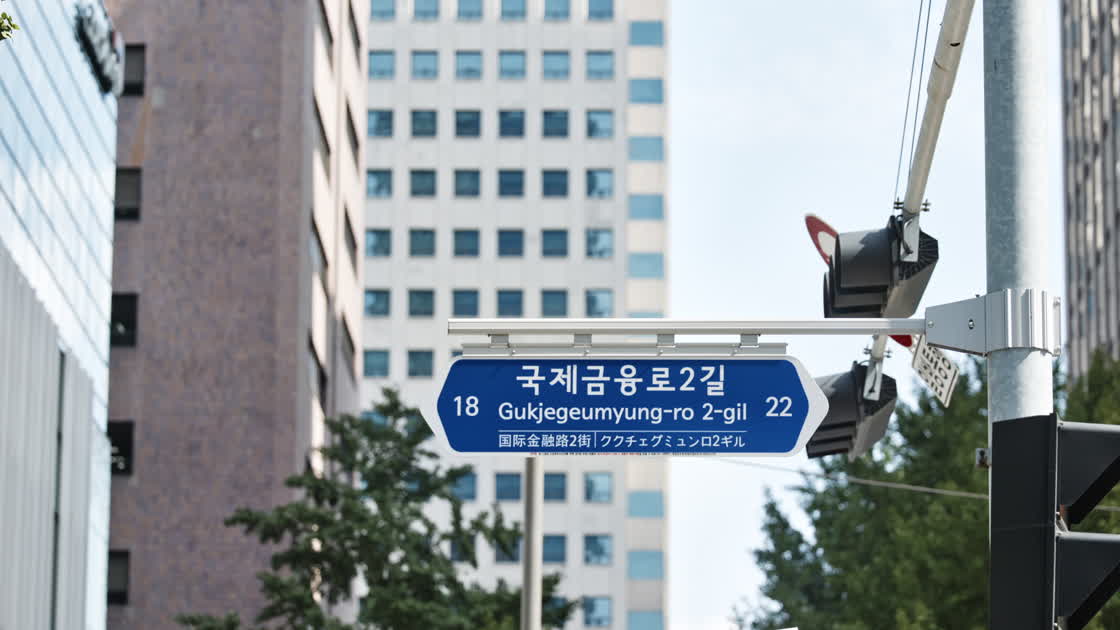 국제금융로2길
18 Gukjegeumyung-ro 2-gil 22
国际金融路2街|ククチェグミュンロ2ギル